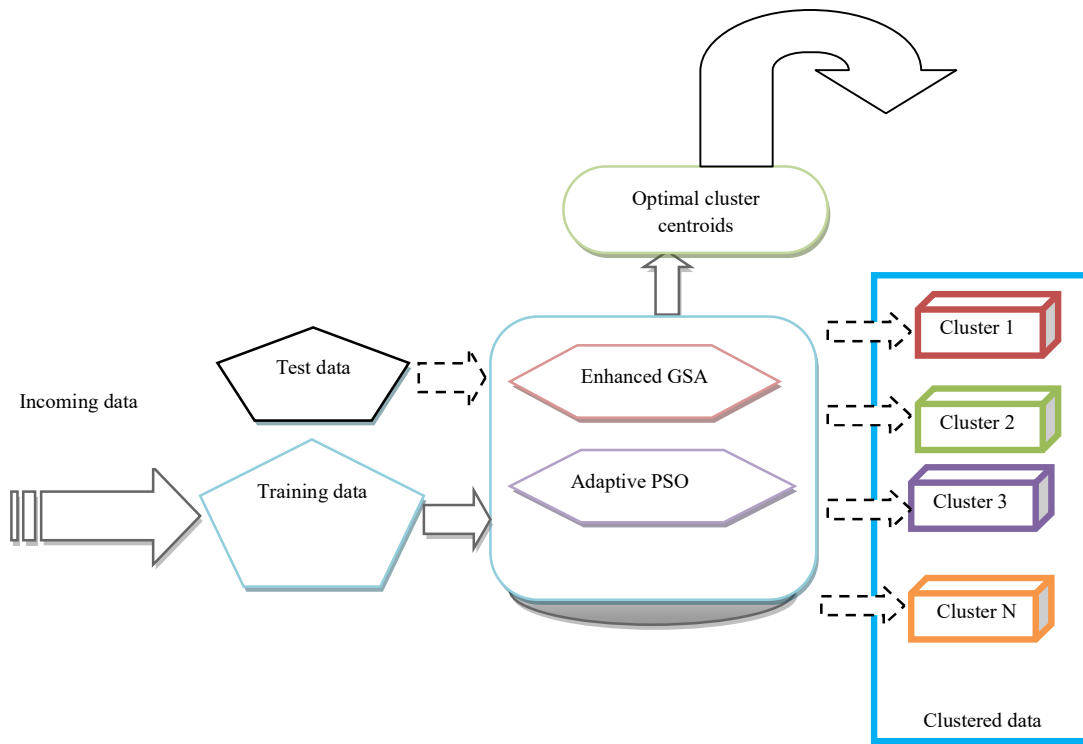 Optimal cluster
centroids
Cluster 1
Test data
Enhanced GSA
Incoming data
Cluster 2
Training data
Adaptive PSO
Cluster 3
Cluster N
Clustered data